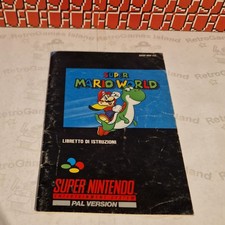 SUPER
MARIO WORLD
LIBRETTO DI ISTRUZIONI
SUPER NINTENDO
ENTERTAINMENT SYSTEM
PAL VERSION